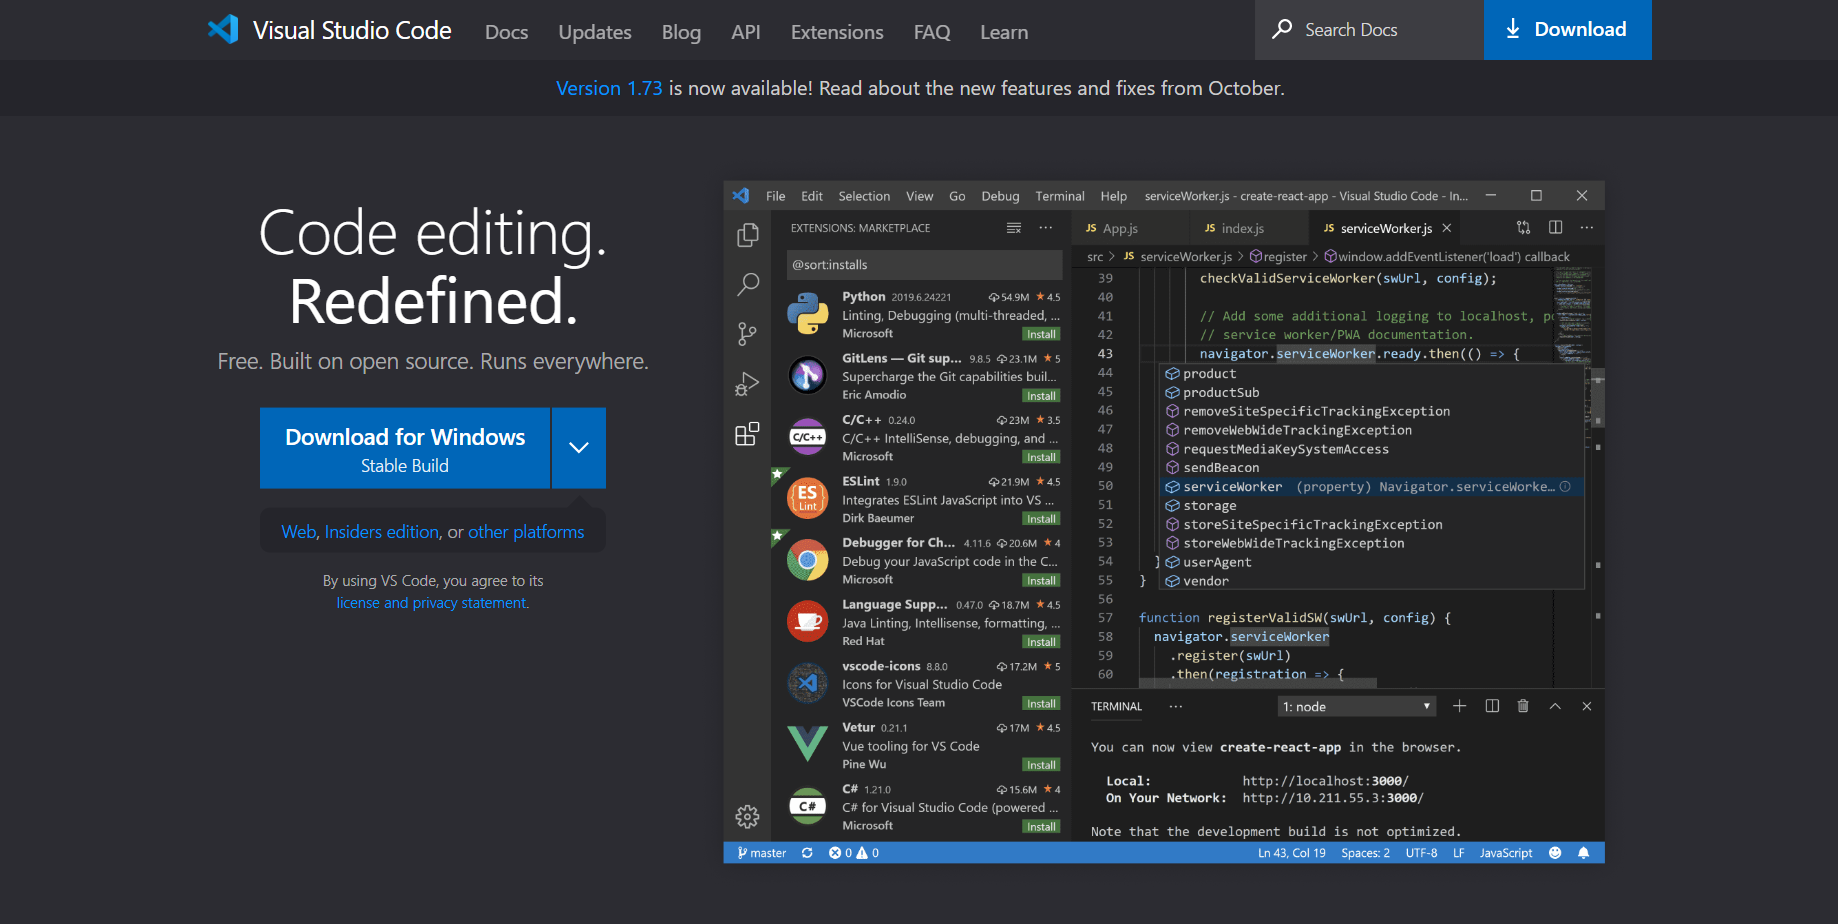 Visual Studio Code Docs Updates Blog API Extensions FAQ Learn Search Docs Download
Version 1.73 is now available! Read about the new features and fixes from October.
Code editing.
Redefined.
Free. Built on open source. Runs everywhere.
Download for Windows
Stable Build
Web, Insiders edition, or other platforms
By using VS Code, you agree to its
license and privacy statement.
File Edit Selection View Go Debug Terminal Help serviceWorker.js - create-react-app - Visual Studio Code - In...
EXTENSIONS: MARKETPLACE
@sort:installs
Python 2019.6.24221 54.9M 4.5
Linting, Debugging (multi-threaded, ...
Microsoft Install
GitLens — Git sup... 9.8.5 23.1M 5
Supercharge the Git capabilities buil...
Eric Amodio Install
C/C++
C/C++ 0.24.0 23M 3.5
C/C++ IntelliSense, debugging, and ...
Microsoft Install
ES
Lint
ESLint 1.9.0 21.9M 4.5
Integrates ESLint JavaScript into VS ...
Dirk Baeumer Install
Debugger for Ch... 4.11.6 20.6M 4
Debug your JavaScript code in the C...
Microsoft Install
Language Supp... 0.47.0 18.7M 4.5
Java Linting, Intellisense, formatting, ...
Red Hat Install
vscode-icons 8.8.0 17.2M 5
Icons for Visual Studio Code
VSCode Icons Team Install
Vetur 0.21.1 17M 4.5
Vue tooling for VS Code
Pine Wu Install
C#
C# 1.21.0 15.6M 4
C# for Visual Studio Code (powered ...
Microsoft Install
JS App.js JS index.js JS serviceWorker.js
src > JS serviceWorker.js > register > window.addEventListener('load') callback
39 checkValidServiceWorker(swUrl, config);
40
41 // Add some additional logging to localhost, po
42 // service worker/PWA documentation.
43 navigator.serviceWorker.ready.then(() => {
44 product
45 productSub
46 removeSiteSpecificTrackingException
47 removeWebWideTrackingException
48 requestMediaKeySystemAccess
49 sendBeacon
50 serviceWorker (property) Navigator.serviceWorke...
51 storage
52 storeSiteSpecificTrackingException
53 storeWebWideTrackingException
54 } userAgent
55 } vendor
56
57 function registerValidSW(swUrl, config) {
58 navigator.serviceWorker
59 .register(swUrl)
60 .then(registration => {
TERMINAL ... 1: node
You can now view create-react-app in the browser.
Local: http://localhost:3000/
On Your Network: http://10.211.55.3:3000/
Note that the development build is not optimized.
master 0 0 Ln 43, Col 19 Spaces: 2 UTF-8 LF JavaScript